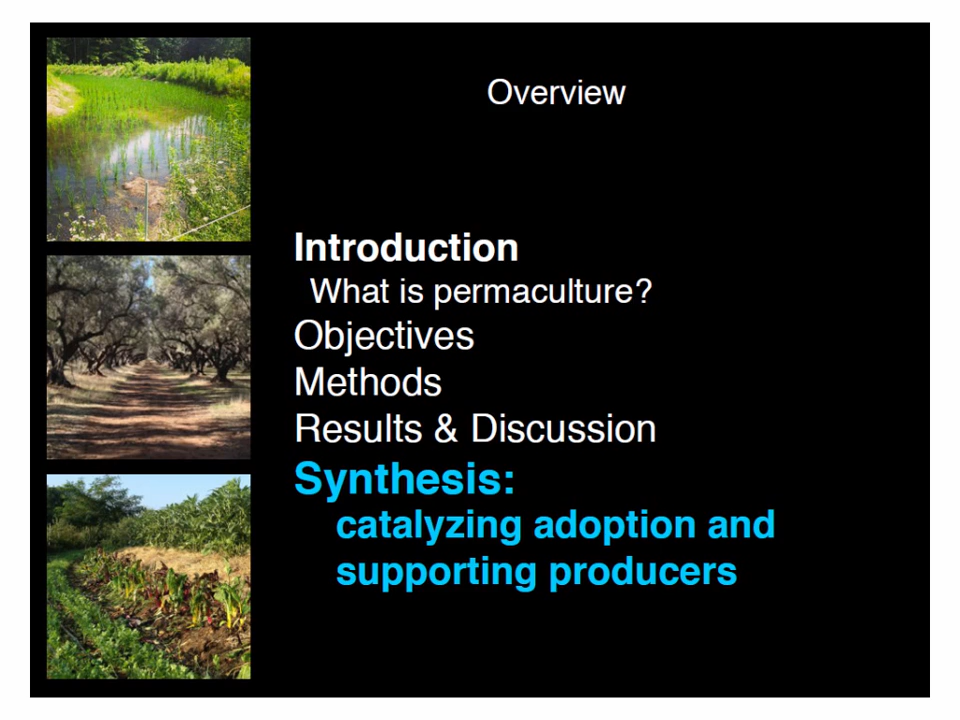 Overview
Introduction
What is permaculture?
Objectives
Methods
Results & Discussion
Synthesis:
catalyzing adoption and
supporting producers